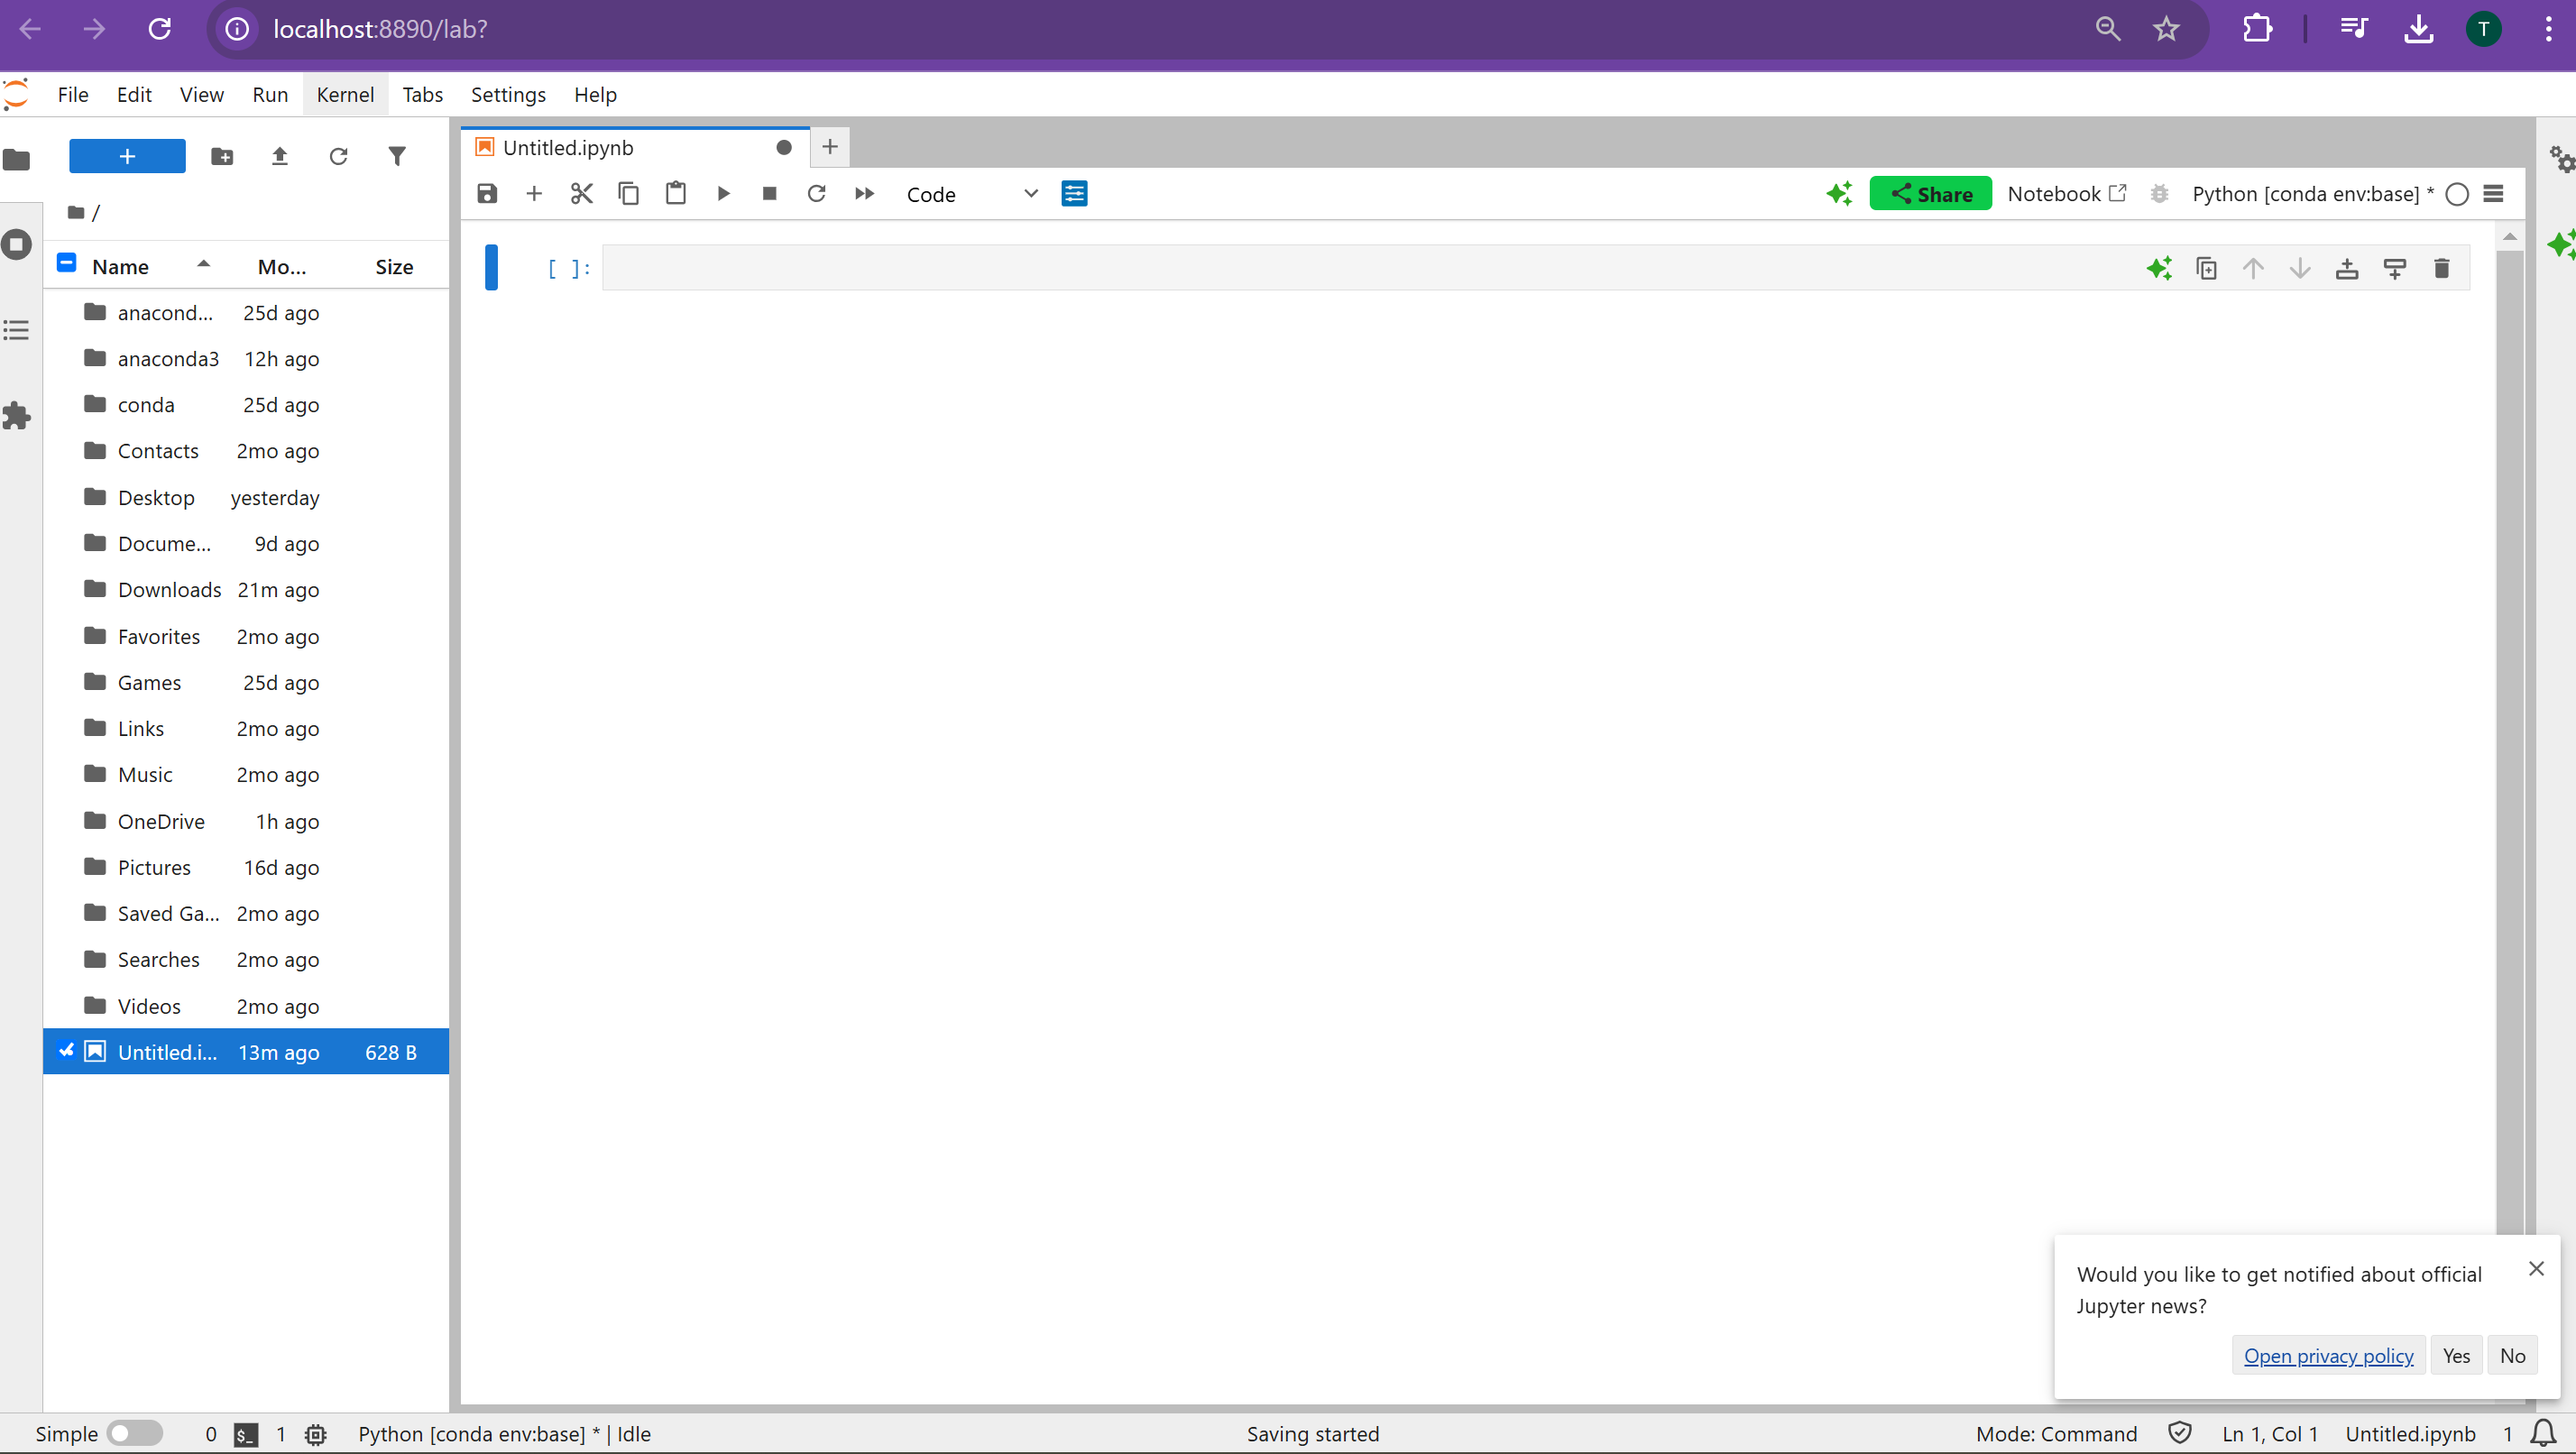 localhost:8890/lab?
T
File Edit View Run Kernel Tabs Settings Help
Untitled.ipynb
Code
Share Notebook Python [conda env:base] *
/
Name Mo... Size
[ ]:
anacond... 25d ago
anaconda3 12h ago
conda 25d ago
Contacts 2mo ago
Desktop yesterday
Docume... 9d ago
Downloads 21m ago
Favorites 2mo ago
Games 25d ago
Links 2mo ago
Music 2mo ago
OneDrive 1h ago
Pictures 16d ago
Saved Ga... 2mo ago
Searches 2mo ago
Videos 2mo ago
Untitled.i... 13m ago 628 B
Would you like to get notified about official
Jupyter news?
Open privacy policy Yes No
Simple 0 $_ 1 Python [conda env:base] * | Idle Saving started Mode: Command Ln 1, Col 1 Untitled.ipynb 1